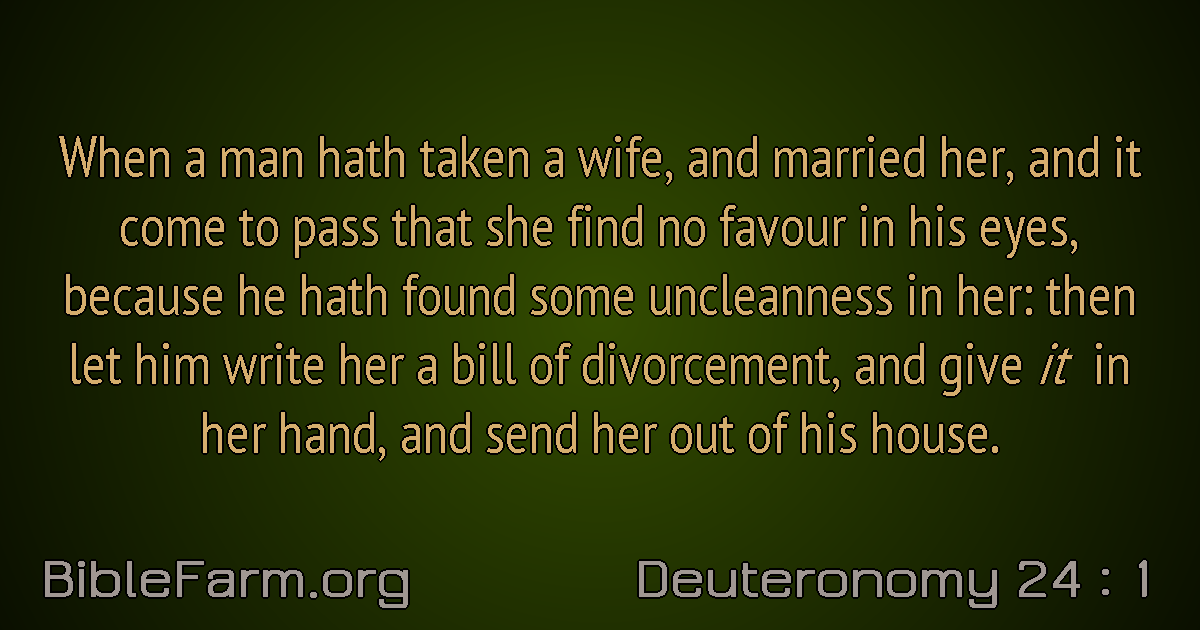 When a man hath taken a wife, and married her, and it
come to pass that she find no favour in his eyes,
because he hath found some uncleanness in her: then
let him write her a bill of divorcement, and give it in
her hand, and send her out of his house.
BibleFarm.org
Deuteronomy 24 : 1